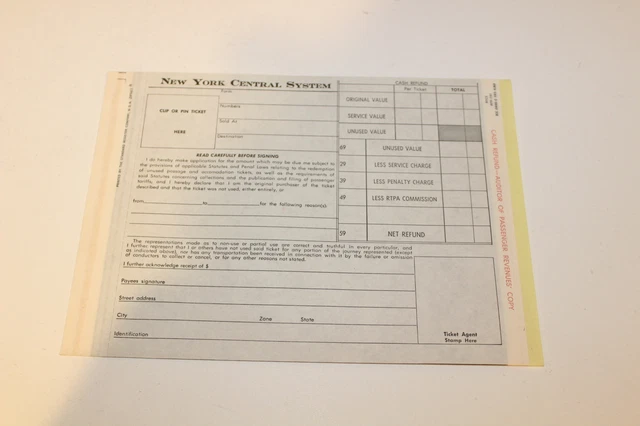 NEW YORK CENTRAL SYSTEM
Form
Numbers
Sold At
Destination
CLIP OR PIN TICKET
HERE
CASH REFUND
Per Ticket
TOTAL
ORIGINAL VALUE
SERVICE VALUE
UNUSED VALUE
69 UNUSED VALUE
29 LESS SERVICE CHARGE
39 LESS PENALTY CHARGE
49 LESS RTPA COMMISSION
59 NET REFUND
READ CAREFULLY BEFORE SIGNING
I do hereby make application for the amount which may be due me subject to
the provisions of applicable Statutes and Penal Laws relating to the redemption
of unused passage and accomodation tickets, as well as the requirements of
said Statutes concerning collections and the publication and filing of passenger
tariffs, and I hereby declare that I am the original purchaser of the ticket
described and that the ticket was not used, either entirely, or
from to for the following reason(s)
The representations made as to non-use or partial use are correct and truthful in every particular, and
I further represent that I or others have not used said ticket for any portion of the journey represented (except
as indicated above), nor has any transportation been received in connection with it by the failure or omission
of conductors to collect or cancel, or for any other reasons not stated.
I further acknowledge receipt of $
Payees signature
Street address
City Zone State
Identification
Ticket Agent
Stamp Here
CASH REFUND—AUDITOR OF PASSENGER REVENUES' COPY